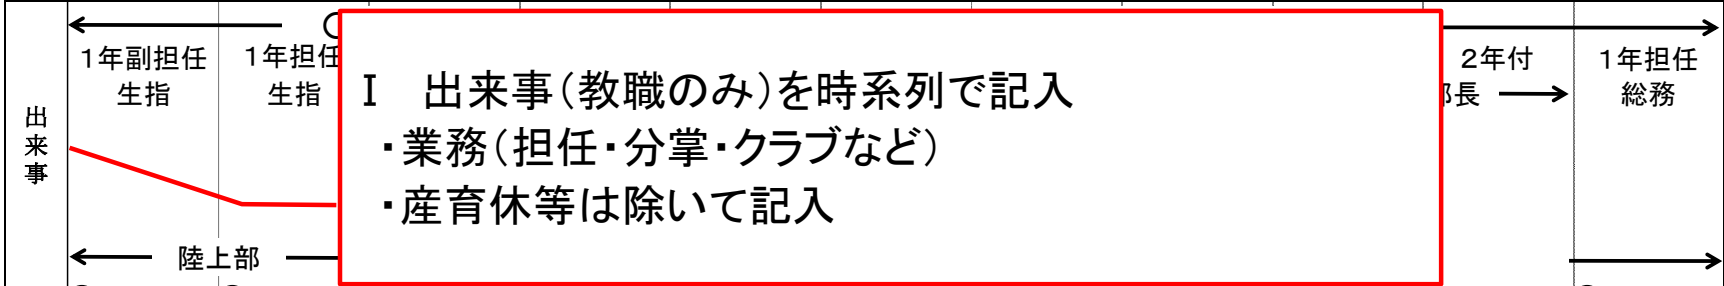 出来事
1年副担任
生指
1年担任
生指
Ⅰ 出来事(教職のみ)を時系列で記入
・業務(担任・分掌・クラブなど)
・産育休等は除いて記入
2年付
長
1年担任
総務
陸上部